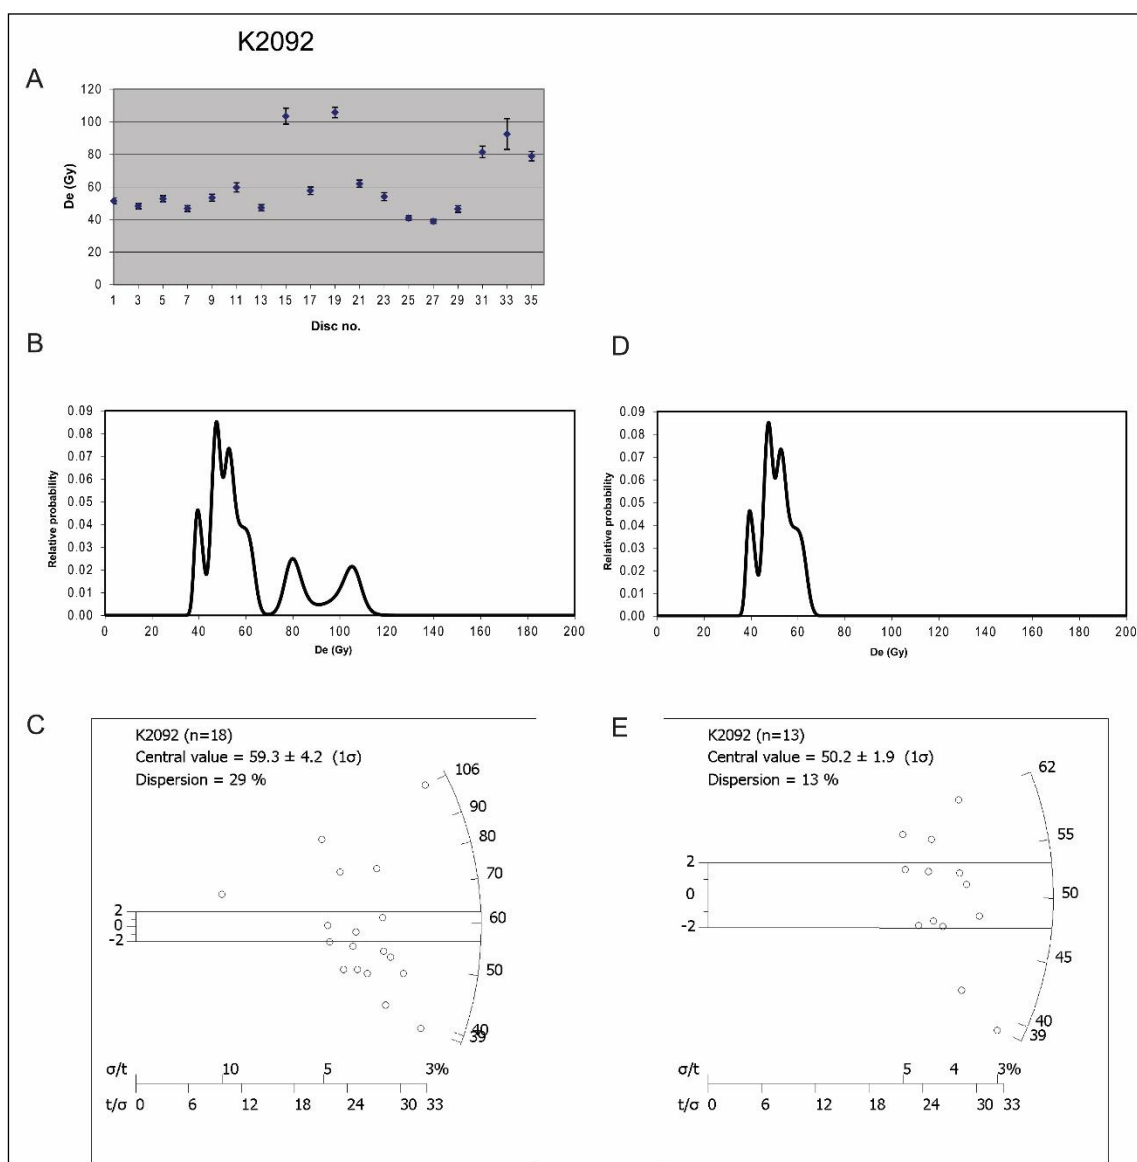 K2092
A
De (Gy)
120
100
80
60
40
20
0
1 3 5 7 9 11 13 15 17 19 21 23 25 27 29 31 33 35
Disc no.
B
Relative probability
0.09
0.08
0.07
0.06
0.05
0.04
0.03
0.02
0.01
0.00
0 20 40 60 80 100 120 140 160 180 200
De (Gy)
D
Relative probability
0.09
0.08
0.07
0.06
0.05
0.04
0.03
0.02
0.01
0.00
0 20 40 60 80 100 120 140 160 180 200
De (Gy)
C
K2092 (n=18)
Central value = 59.3 ± 4.2 (1σ)
Dispersion = 29 %
106
90
80
70
60
50
40
39
2
0
-2
σ/t 10 5 3%
t/σ 0 6 12 18 24 30 33
E
K2092 (n=13)
Central value = 50.2 ± 1.9 (1σ)
Dispersion = 13 %
62
55
50
45
40
39
2
0
-2
σ/t 5 4 3%
t/σ 0 6 12 18 24 30 33